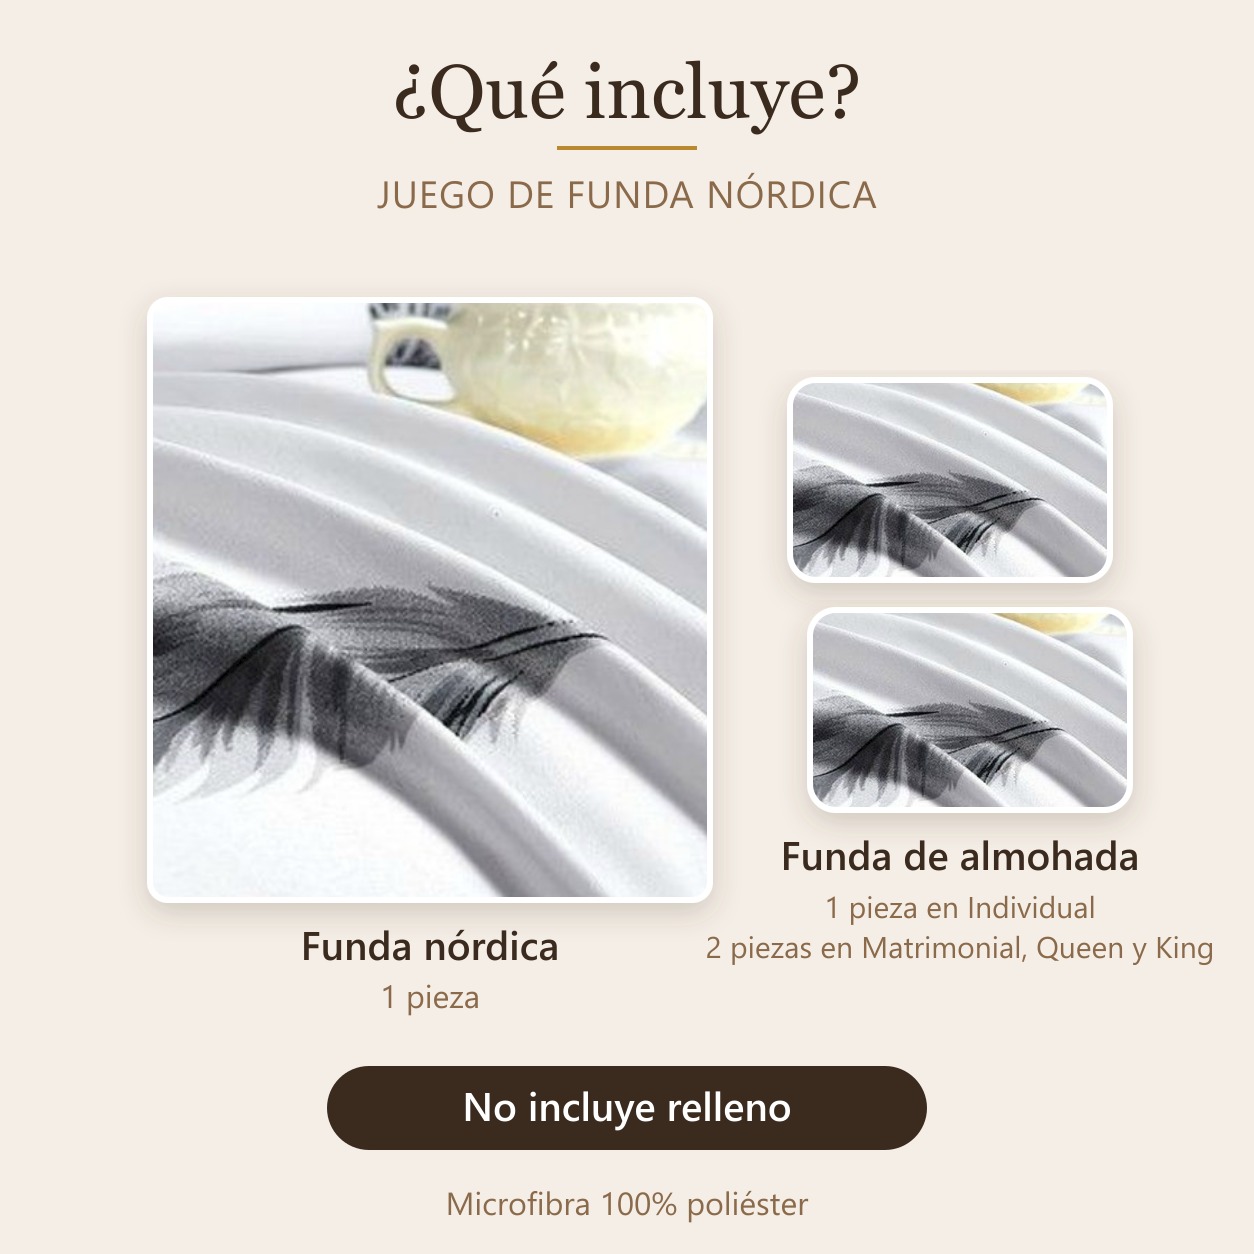 ¿Qué incluye?
JUEGO DE FUNDA NÓRDICA
Funda nórdica
1 pieza
Funda de almohada
1 pieza en Individual
2 piezas en Matrimonial, Queen y King
No incluye relleno
Microfibra 100% poliéster